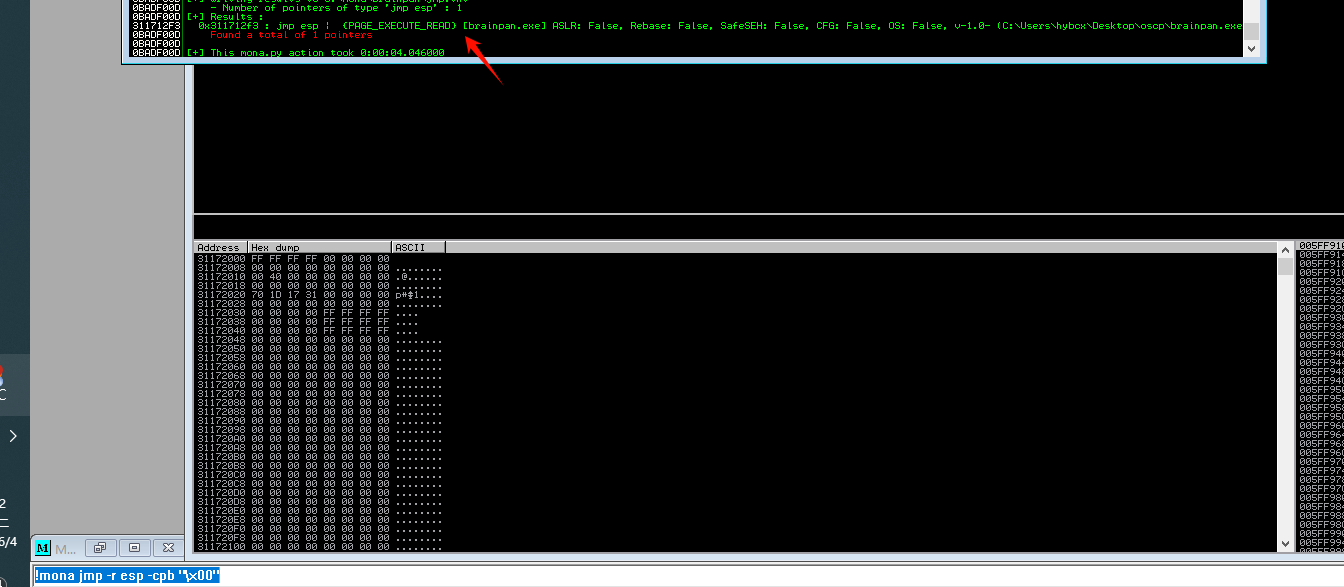 0BADF00D - Number of pointers of type 'jmp esp' : 1
0BADF00D [+] Results :
311712F3 0x311712f3 : jmp esp | {PAGE_EXECUTE_READ} [brainpan.exe] ASLR: False, Rebase: False, SafeSEH: False, CFG: False, OS: False, v-1.0- (C:\Users\hybcx\Desktop\oscp\brainpan.exe
0BADF00D Found a total of 1 pointers
0BADF00D
0BADF00D [+] This mona.py action took 0:00:04.046000
Address Hex dump ASCII
31172000 FF FF FF FF 00 00 00 00
31172008 00 00 00 00 00 00 00 00 ........
31172010 00 40 00 00 00 00 00 00 .@......
31172018 00 00 00 00 00 00 00 00 ........
31172020 70 1D 17 31 00 00 00 00
31172028 00 00 00 00 00 00 00 00 ........
31172030 00 00 00 00 FF FF FF FF ....
31172038 00 00 00 00 FF FF FF FF ....
31172040 00 00 00 00 FF FF FF FF ....
31172048 00 00 00 00 00 00 00 00 ........
31172050 00 00 00 00 00 00 00 00 ........
31172058 00 00 00 00 00 00 00 00 ........
31172060 00 00 00 00 00 00 00 00 ........
31172068 00 00 00 00 00 00 00 00 ........
31172070 00 00 00 00 00 00 00 00 ........
31172078 00 00 00 00 00 00 00 00 ........
31172080 00 00 00 00 00 00 00 00 ........
31172088 00 00 00 00 00 00 00 00 ........
31172090 00 00 00 00 00 00 00 00 ........
31172098 00 00 00 00 00 00 00 00 ........
311720A0 00 00 00 00 00 00 00 00 ........
311720A8 00 00 00 00 00 00 00 00 ........
311720B0 00 00 00 00 00 00 00 00 ........
311720B8 00 00 00 00 00 00 00 00 ........
311720C0 00 00 00 00 00 00 00 00 ........
311720C8 00 00 00 00 00 00 00 00 ........
311720D0 00 00 00 00 00 00 00 00 ........
311720D8 00 00 00 00 00 00 00 00 ........
311720E0 00 00 00 00 00 00 00 00 ........
311720E8 00 00 00 00 00 00 00 00 ........
311720F0 00 00 00 00 00 00 00 00 ........
311720F8 00 00 00 00 00 00 00 00 ........
31172100 00 00 00 00 00 00 00 00 ........
M M...
!mona jmp -r esp -cpb "\x00"